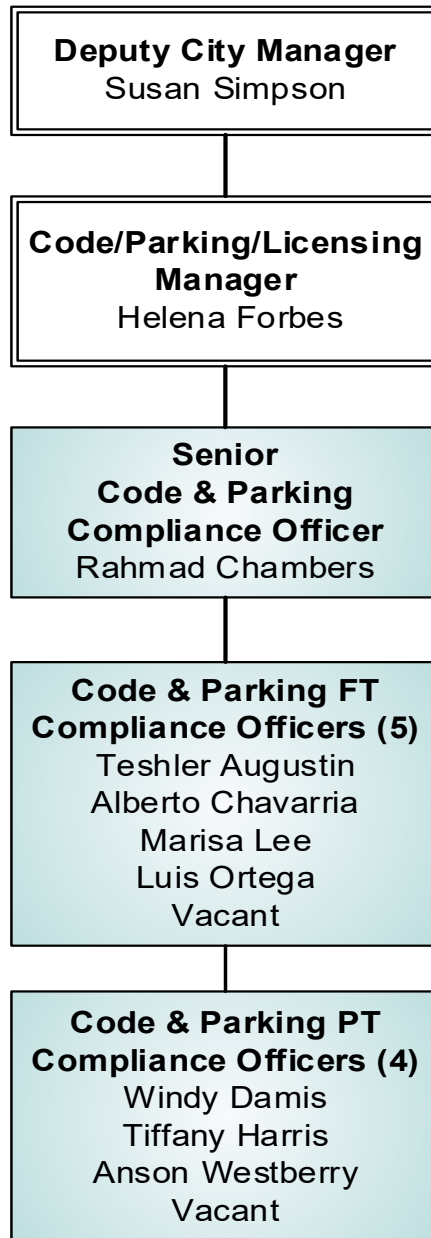 Deputy City Manager
Susan Simpson
Code/Parking/Licensing
Manager
Helena Forbes
Senior
Code & Parking
Compliance Officer
Rahmad Chambers
Code & Parking FT
Compliance Officers (5)
Teshler Augustin
Alberto Chavarria
Marisa Lee
Luis Ortega
Vacant
Code & Parking PT
Compliance Officers (4)
Windy Damis
Tiffany Harris
Anson Westberry
Vacant